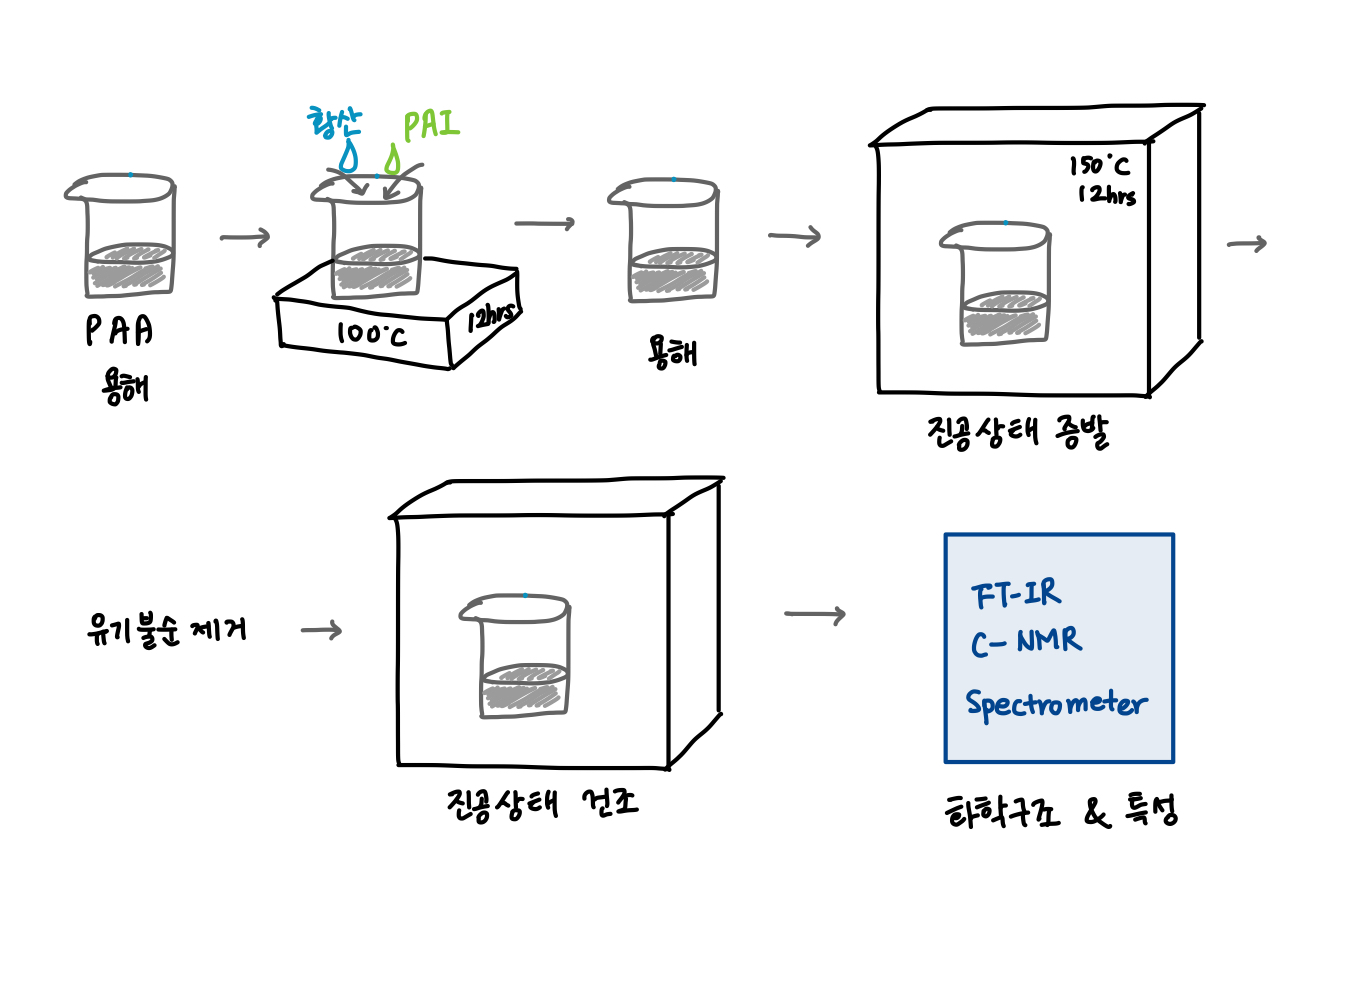 황산
PAI
PAA
용해
100°C
12hrs
용해
150°C
12hrs
진공상태 증발
유기불순 제거
진공상태 건조
FT-IR
C-NMR
Spectrometer
화학구조 & 특성